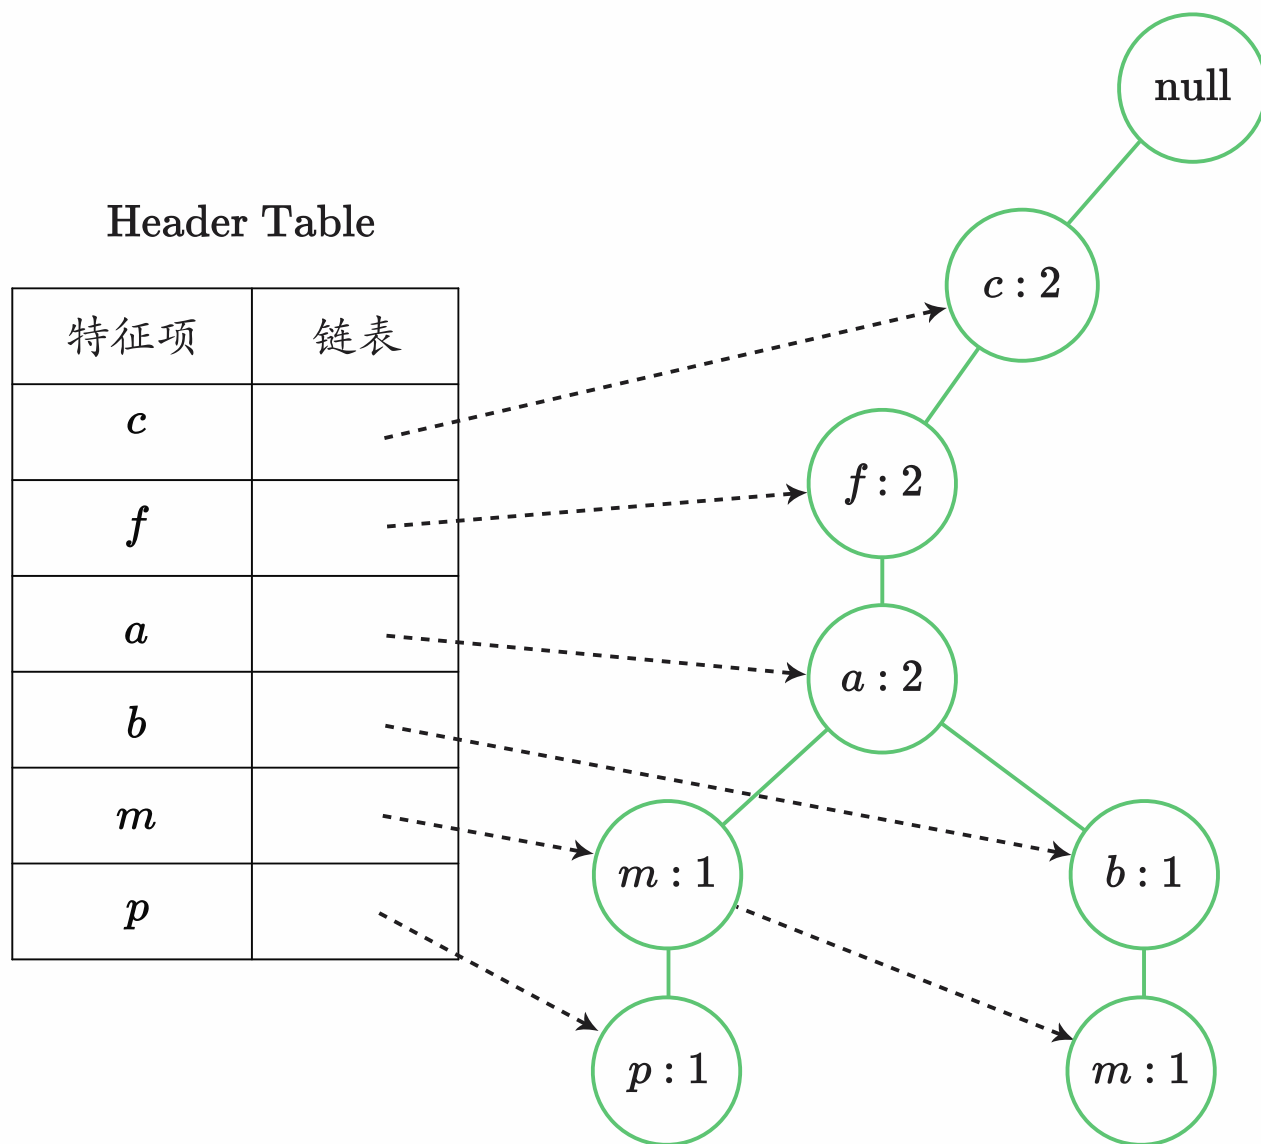 null
Header Table
c : 2
特征项 链表
c
f : 2
f
a
a : 2
b
m
m : 1
b : 1
p
p : 1
m : 1